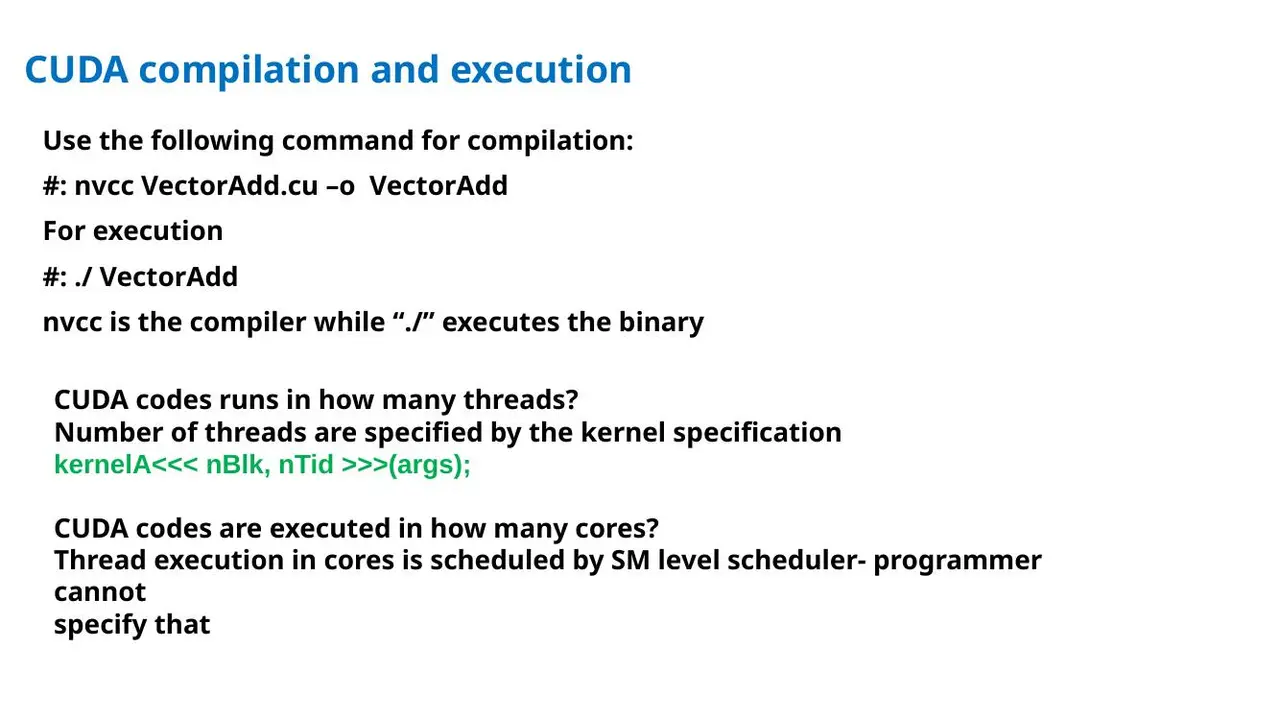 CUDA compilation and execution
Use the following command for compilation:
#: nvcc VectorAdd.cu –o  VectorAdd
For execution
#: ./ VectorAdd
nvcc is the compiler while “./” executes the binary
CUDA codes runs in how many threads?
Number of threads are specified by the kernel specification
kernelA<<< nBlk, nTid >>>(args);
CUDA codes are executed in how many cores?
Thread execution in cores is scheduled by SM level scheduler- programmer
cannot
specify that